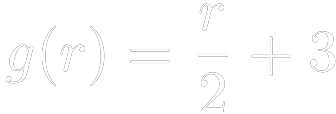 g(r) = r/2 + 3